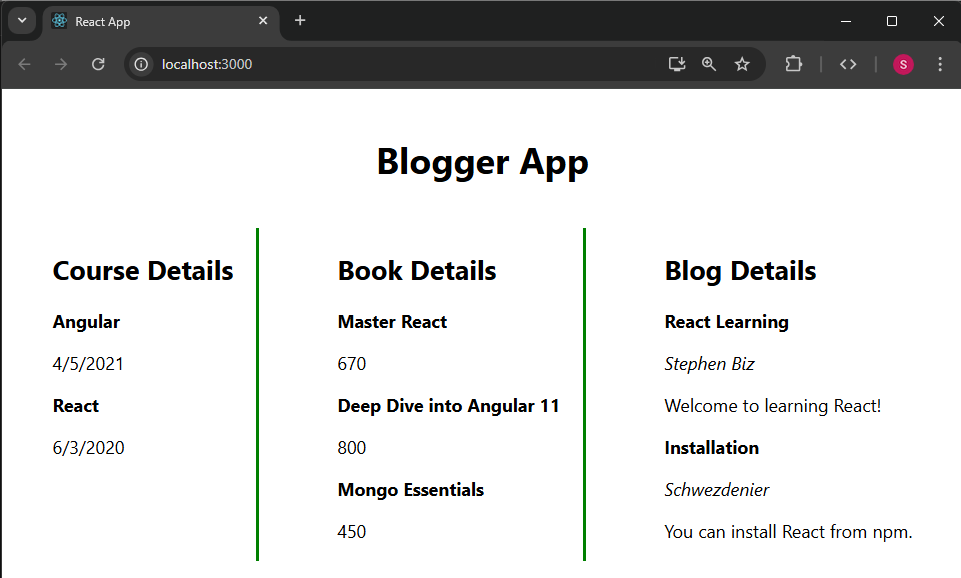 React App
localhost:3000
S
Blogger App
Course Details
Angular
4/5/2021
React
6/3/2020
Book Details
Master React
670
Deep Dive into Angular 11
800
Mongo Essentials
450
Blog Details
React Learning
Stephen Biz
Welcome to learning React!
Installation
Schwezdenier
You can install React from npm.